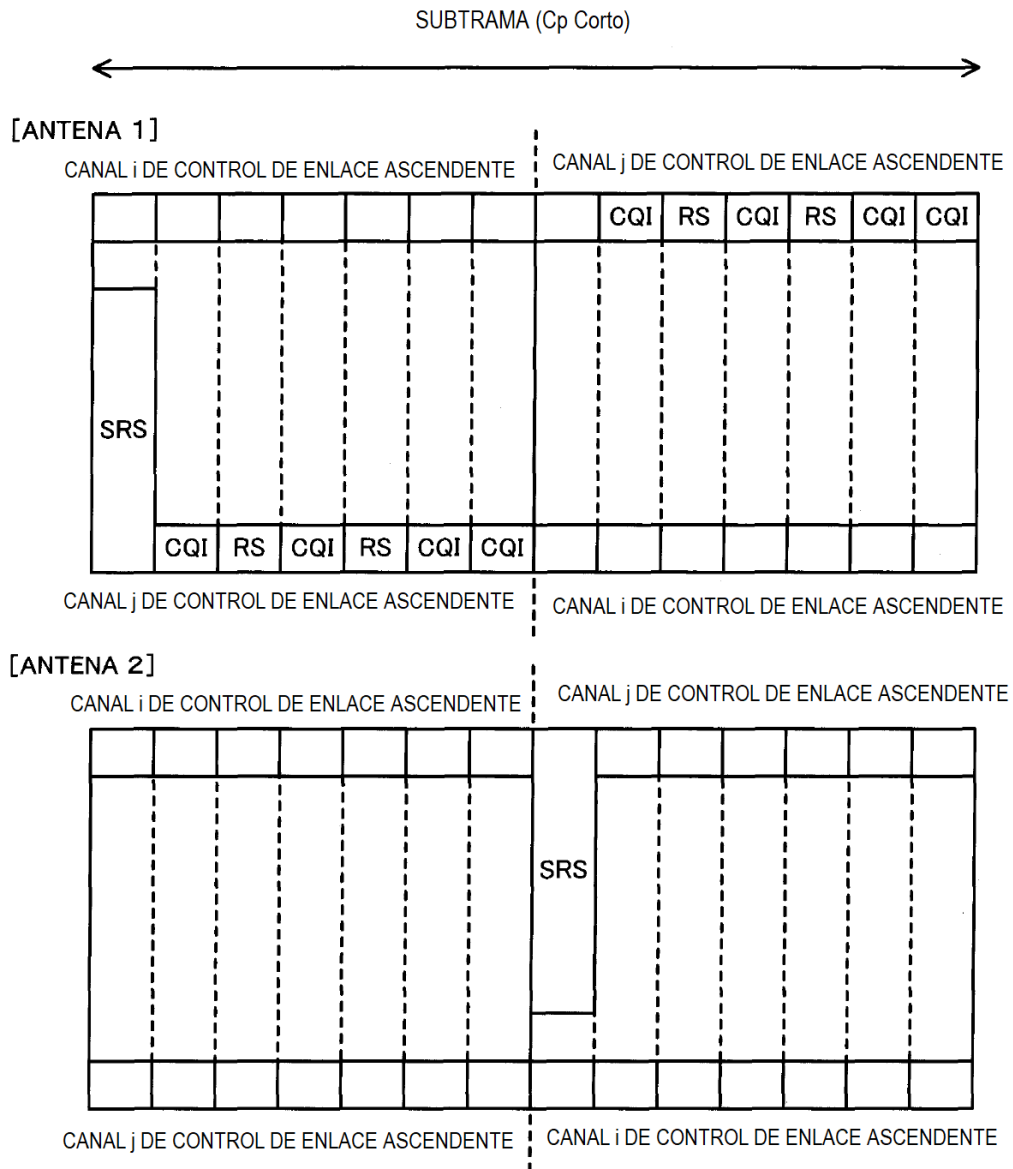 SUBTRAMA (Cp Corto)
[ANTENA 1]
CANAL i DE CONTROL DE ENLACE ASCENDENTE
CANAL j DE CONTROL DE ENLACE ASCENDENTE
CQI RS CQI RS CQI CQI
SRS
CQI RS CQI RS CQI CQI
CANAL j DE CONTROL DE ENLACE ASCENDENTE
CANAL i DE CONTROL DE ENLACE ASCENDENTE
[ANTENA 2]
CANAL i DE CONTROL DE ENLACE ASCENDENTE
CANAL j DE CONTROL DE ENLACE ASCENDENTE
SRS
CANAL j DE CONTROL DE ENLACE ASCENDENTE
CANAL i DE CONTROL DE ENLACE ASCENDENTE